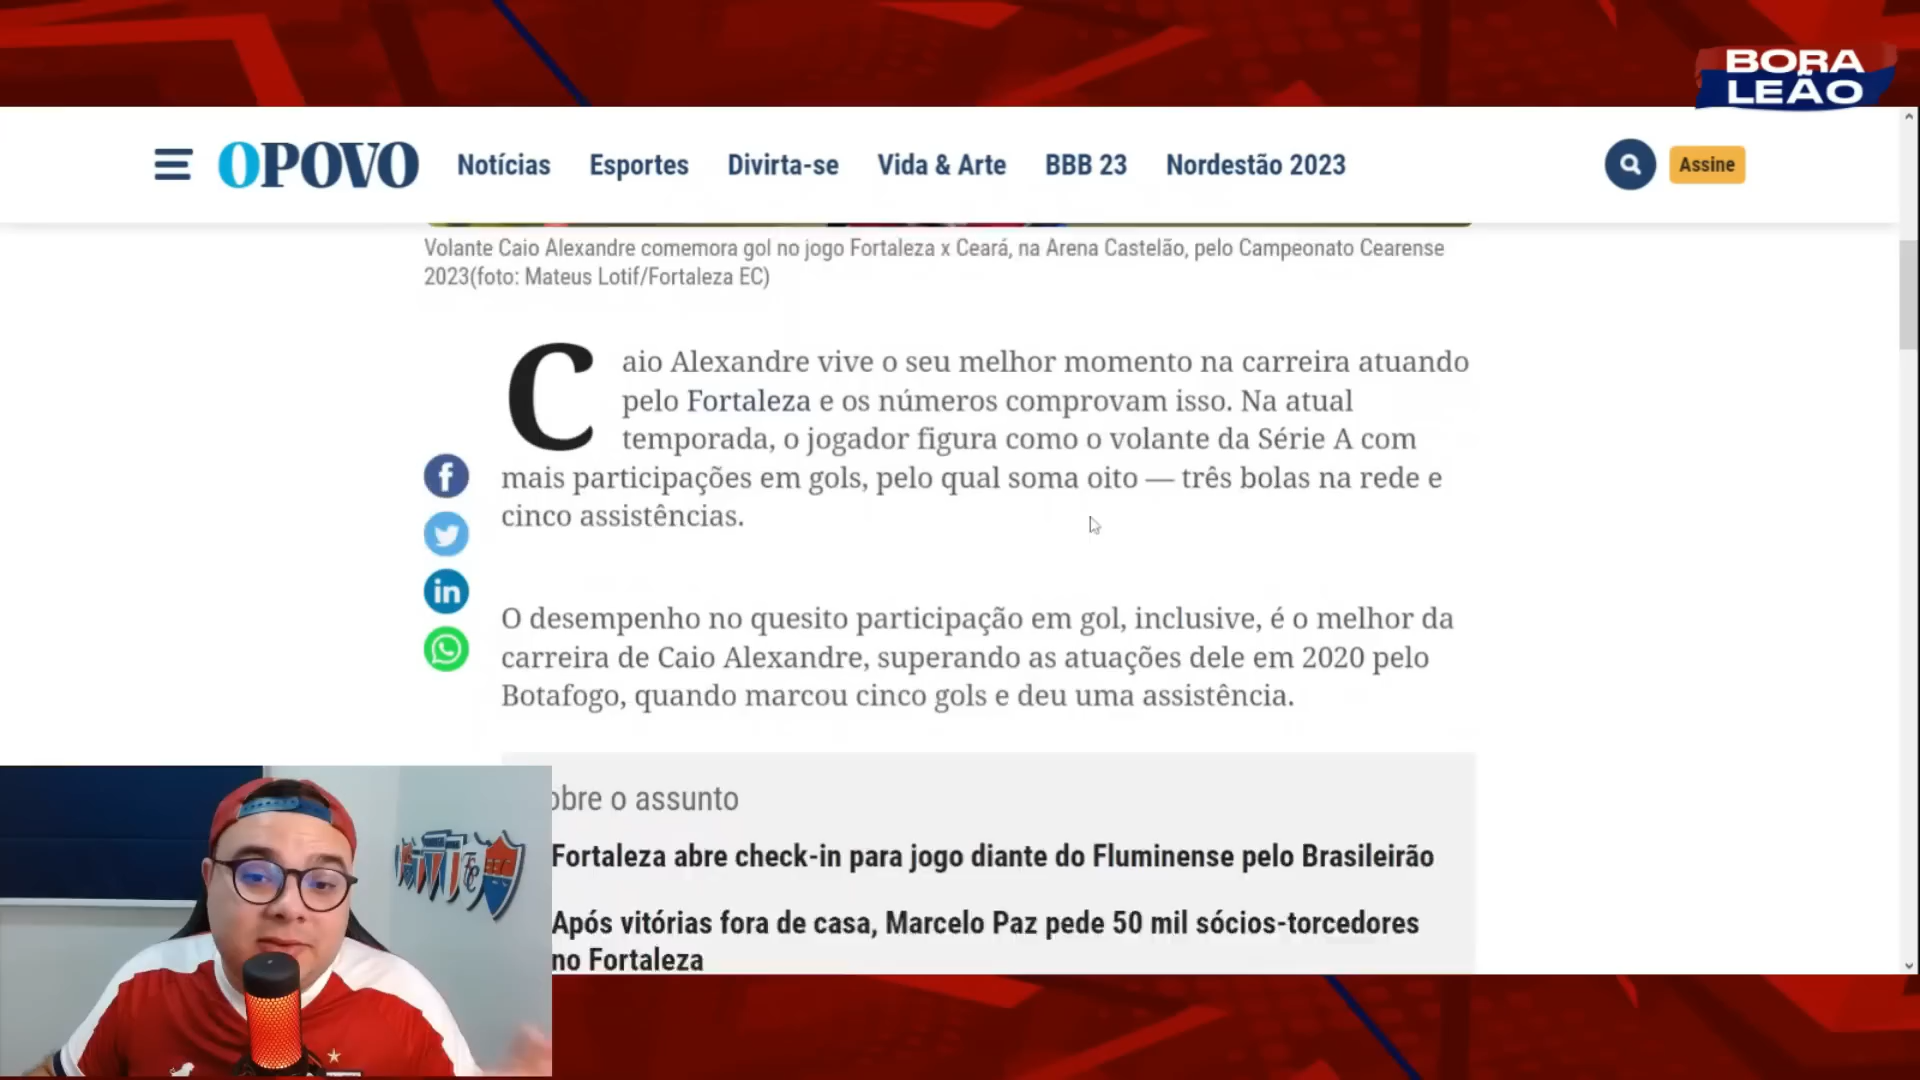 BORA
LEÃO
OPOVO Notícias Esportes Divirta-se Vida & Arte BBB 23 Nordestão 2023 Assine
Volante Caio Alexandre comemora gol no jogo Fortaleza x Ceará, na Arena Castelão, pelo Campeonato Cearense
2023(foto: Mateus Lotif/Fortaleza EC)
Caio Alexandre vive o seu melhor momento na carreira atuando
pelo Fortaleza e os números comprovam isso. Na atual
temporada, o jogador figura como o volante da Série A com
mais participações em gols, pelo qual soma oito — três bolas na rede e
cinco assistências.
O desempenho no quesito participação em gol, inclusive, é o melhor da
carreira de Caio Alexandre, superando as atuações dele em 2020 pelo
Botafogo, quando marcou cinco gols e deu uma assistência.
obre o assunto
Fortaleza abre check-in para jogo diante do Fluminense pelo Brasileirão
Após vitórias fora de casa, Marcelo Paz pede 50 mil sócios-torcedores
no Fortaleza